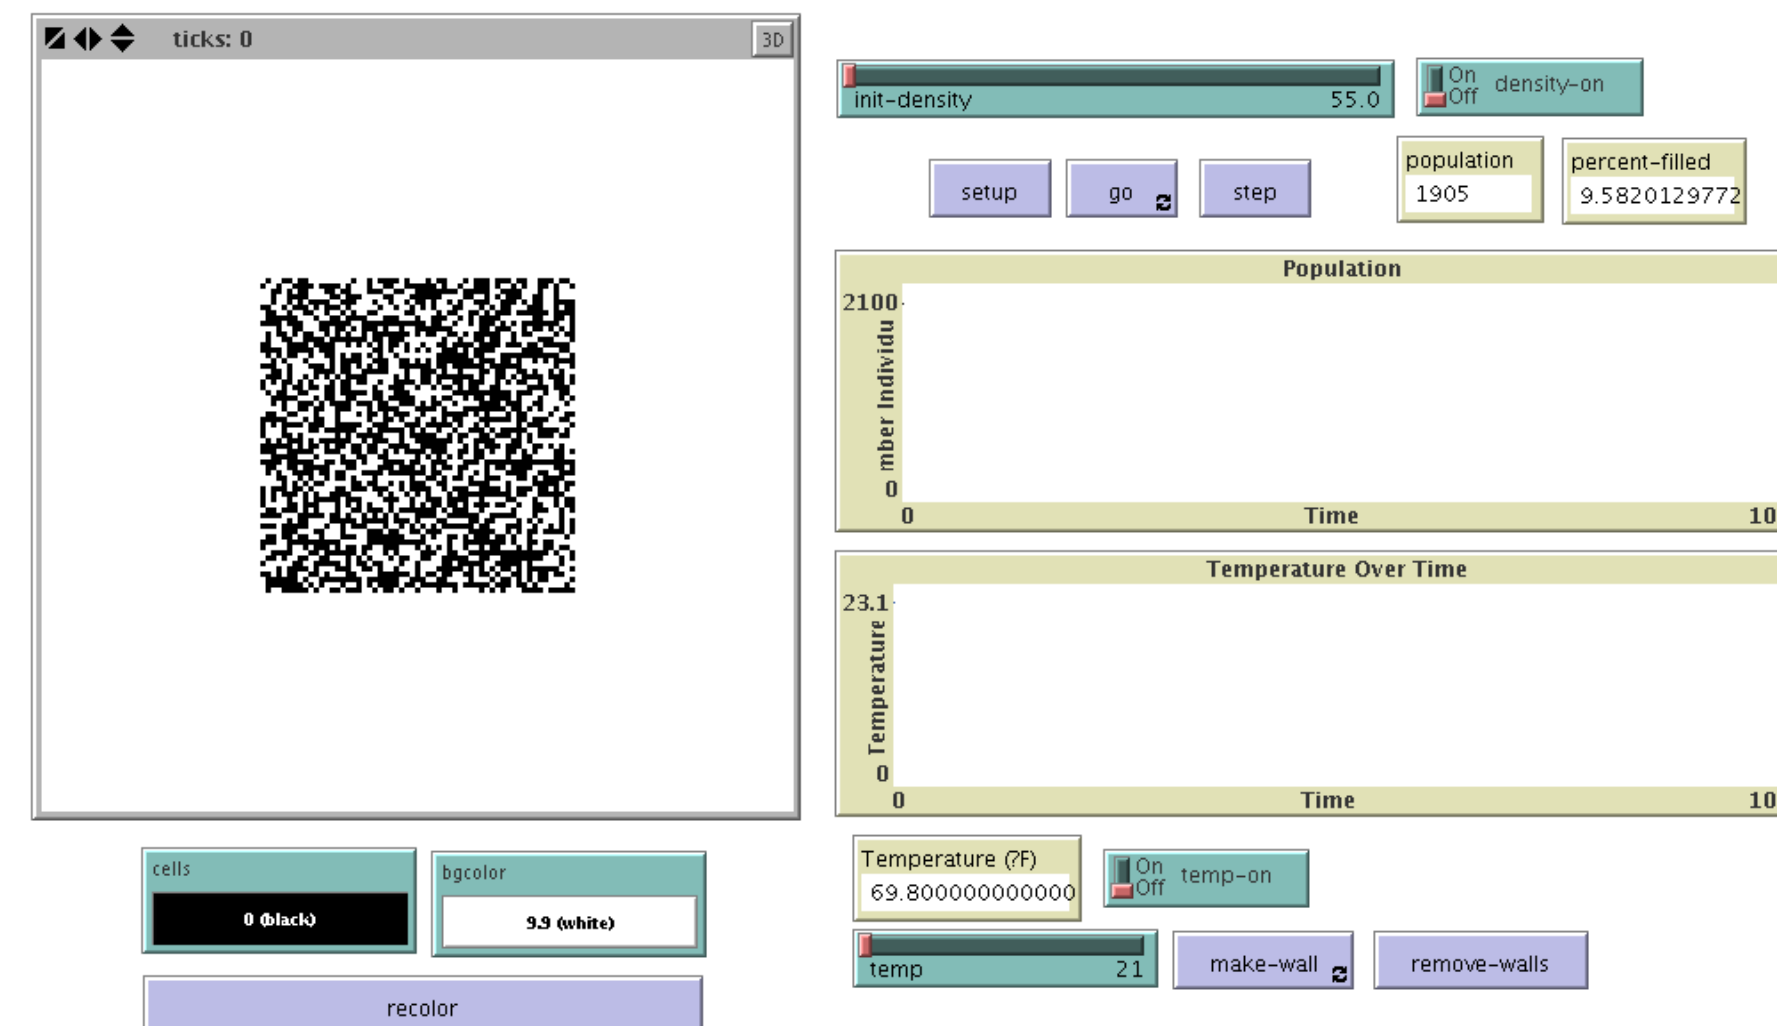 ticks: 0
3D
init-density
55.0
On
Off
density-on
setup
go
step
population
1905
percent-filled
9.5820129772
Population
2100
mber Individu
0
0
Time
10
Temperature Over Time
23.1
Temperature
0
0
Time
10
cells
0 (black)
bgcolor
9.9 (white)
recolor
Temperature (?F)
69.800000000000
On
Off
temp-on
temp
21
make-wall
remove-walls